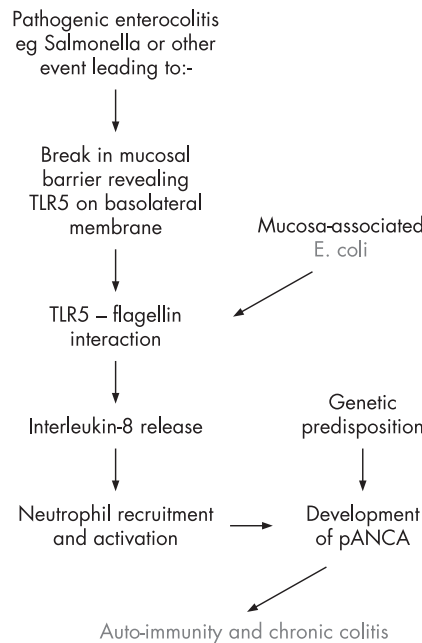 Pathogenic enterocolitis
eg Salmonella or other
event leading to:-
Break in mucosal
barrier revealing
TLR5 on basolateral
membrane
Mucosa-associated
E. coli
TLR5 – flagellin
interaction
Interleukin-8 release
Genetic
predisposition
Neutrophil recruitment
and activation
Development
of pANCA
Auto-immunity and chronic colitis